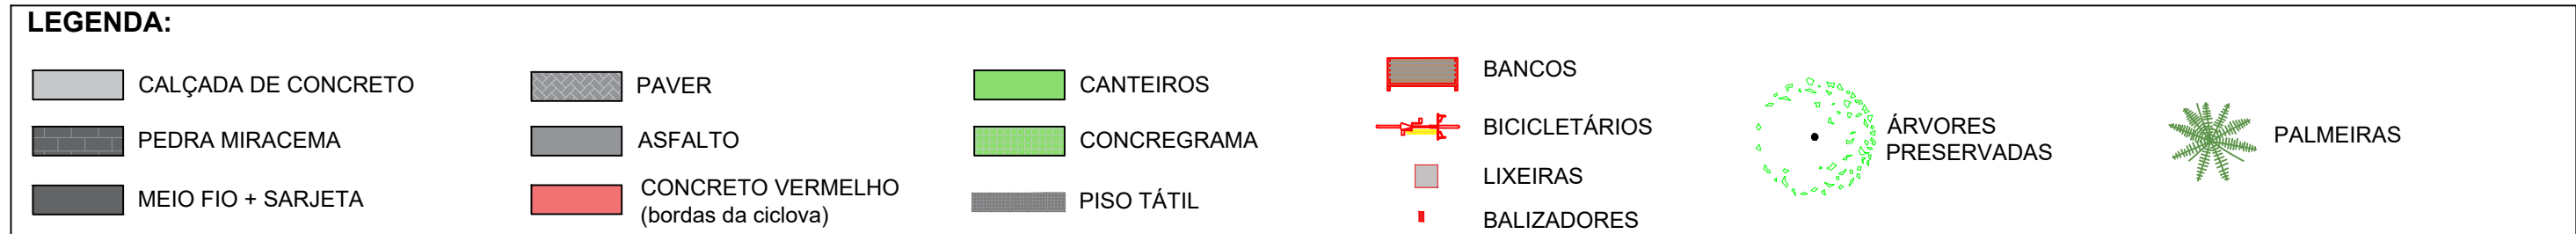 LEGENDA:
CALÇADA DE CONCRETO
PEDRA MIRACEMA
MEIO FIO + SARJETA
PAVER
ASFALTO
CONCRETO VERMELHO
(bordas da ciclova)
CANTEIROS
CONCREGRAMA
PISO TÁTIL
BANCOS
BICICLETÁRIOS
LIXEIRAS
BALIZADORES
ÁRVORES
PRESERVADAS
PALMEIRAS